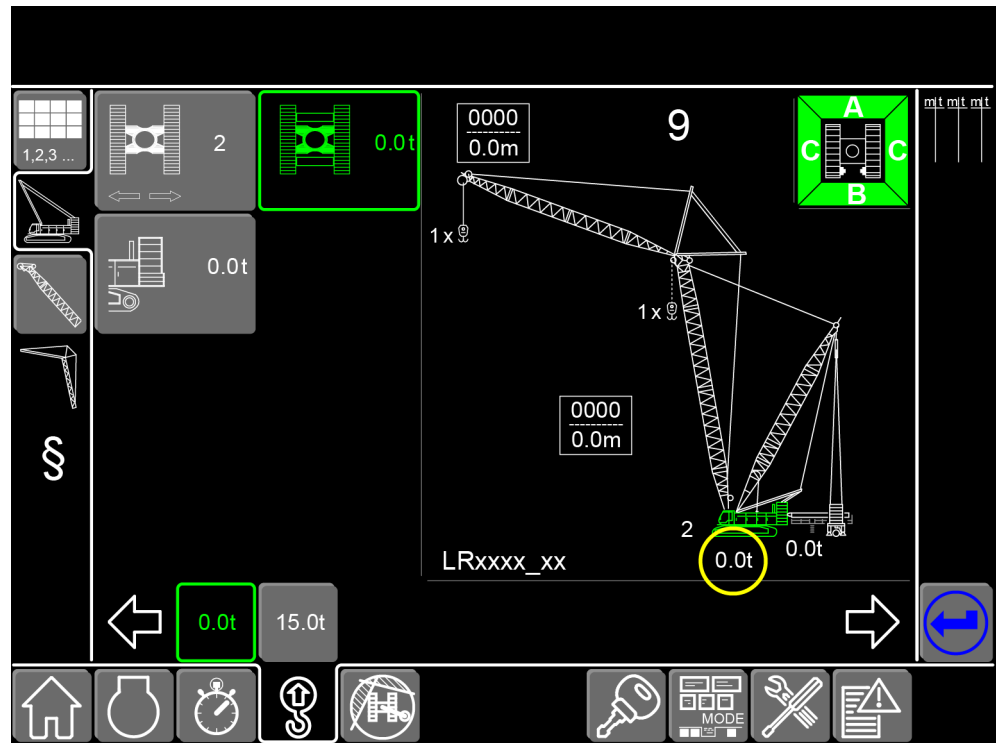 1,2,3 ...
2
0.0t
0.0t
§
0000
0.0m
9
A
C
C
B
m|t m|t m|t
1 x
1 x
0000
0.0m
2
0.0t
0.0t
LRxxxx_xx
0.0t
15.0t
MODE